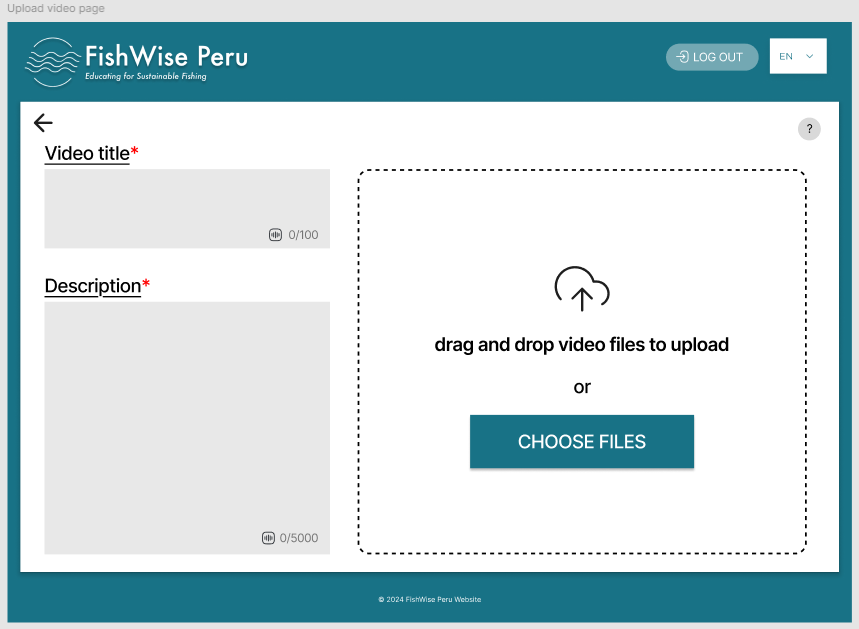 Upload video page
FishWise Peru
Educating for Sustainable Fishing
LOG OUT
EN
?
Video title*
0/100
Description*
0/5000
drag and drop video files to upload
or
CHOOSE FILES
© 2024 FishWise Peru Website